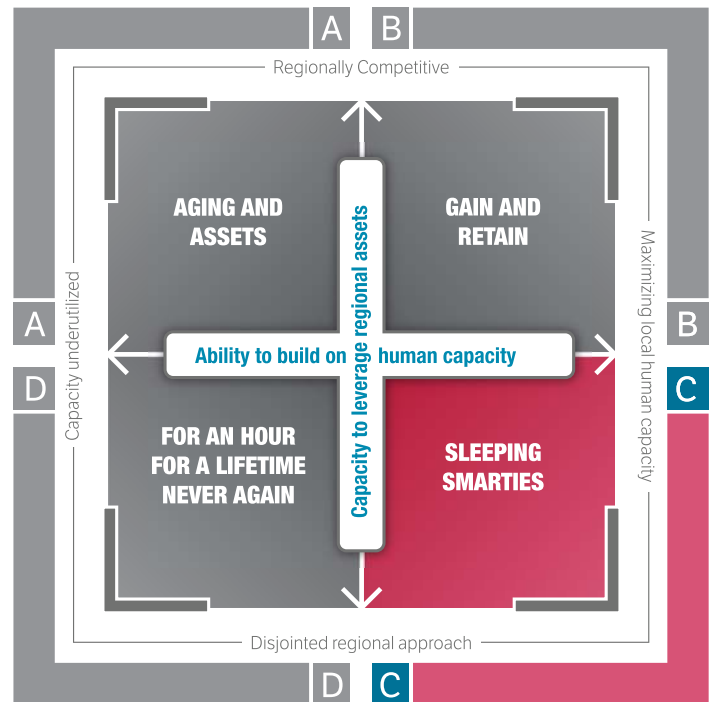 A B
Regionally Competitive
AGING AND
ASSETS
GAIN AND
RETAIN
Capacity to leverage regional assets
Ability to build on human capacity
Capacity underutilized
Maximizing local human capacity
A
B
D
C
FOR AN HOUR
FOR A LIFETIME
NEVER AGAIN
SLEEPING
SMARTIES
Disjointed regional approach
D C